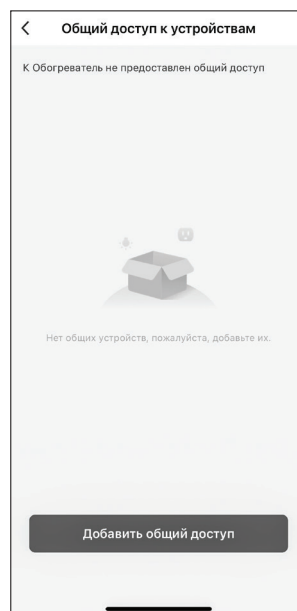 Общий доступ к устройствам
К Обогреватель не предоставлен общий доступ
Нет общих устройств, пожалуйста, добавьте их.
Добавить общий доступ